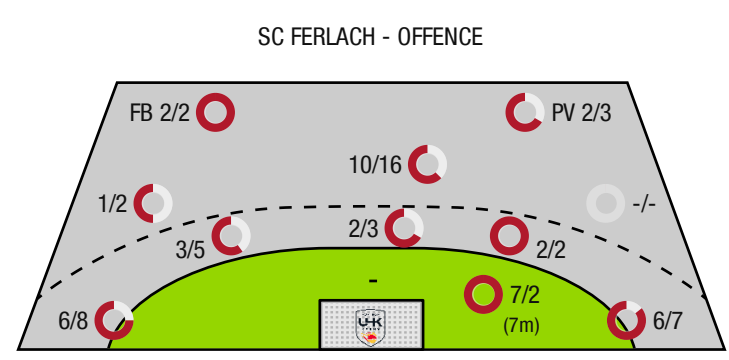 SC FERLACH - OFFENCE
FB 2/2
PV 2/3
10/16
1/2
-/-
2/3
3/5
2/2
-
7/2
(7m)
6/8
6/7
UHK